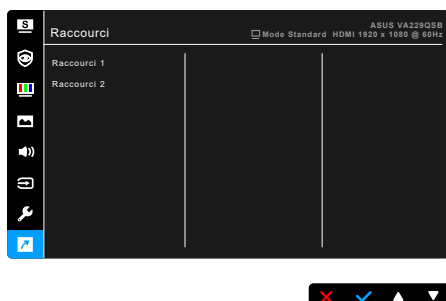 S
ASUS VA229QSB
Raccourci
Mode Standard HDMI 1920 x 1080 @ 60Hz
Raccourci 1
Raccourci 2